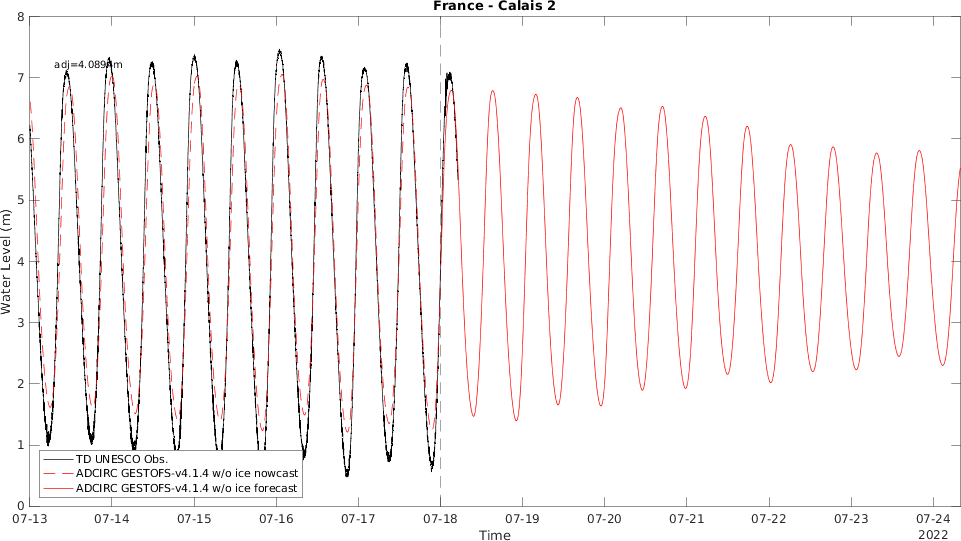 France - Calais 2
8
adj=4.089 m
7
6
5
4
3
2
1
0
Water Level (m)
TD UNESCO Obs.
ADCIRC GESTOFS-v4.1.4 w/o ice nowcast
ADCIRC GESTOFS-v4.1.4 w/o ice forecast
07-13 07-14 07-15 07-16 07-17 07-18 07-19 07-20 07-21 07-22 07-23 07-24
Time
2022